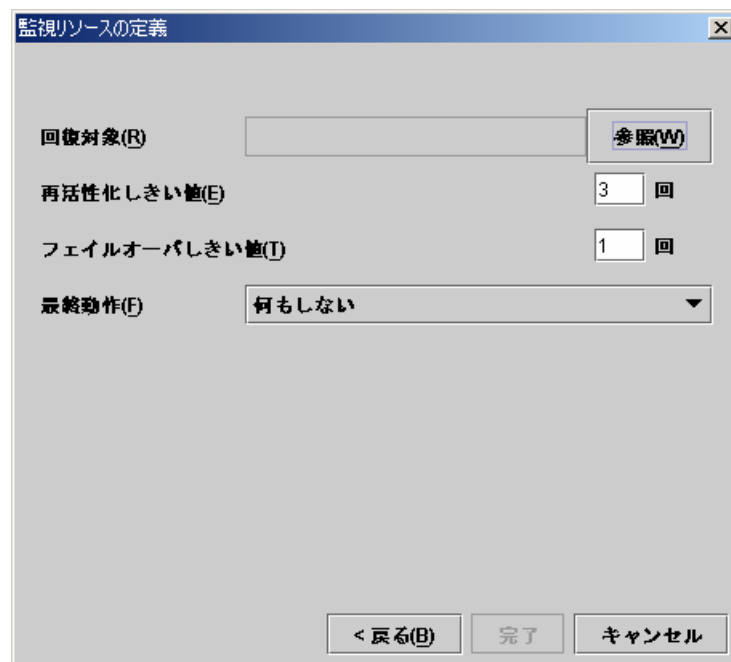 監視リソースの定義
回復対象(R) 参照(W)
再活性化しきい値(E) 3 回
フェイルオーバしきい値(T) 1 回
最終動作(F) 何もしない
< 戻る(B) 完了 キャンセル